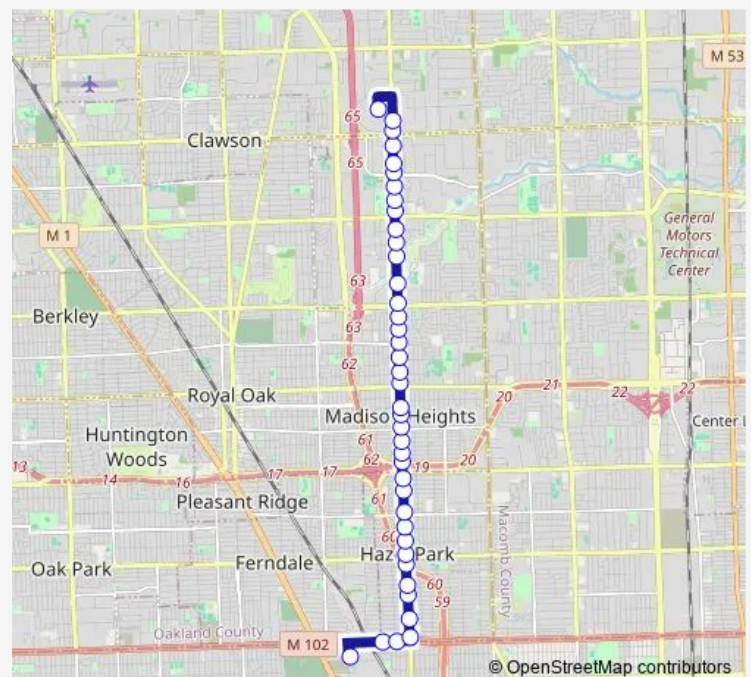 M 53
65
Clawson
65
General
Motors
Technical
Center
M 1
63
Berkley
63
62
21
22
22
Royal Oak
20
Madiso Heights
Center L
Huntington
Woods
61
13
14
16
17
17
62
19
20
61
Pleasant Ridge
60
Macomb County
Haz Park
Ferndale
Oak Park
60
59
Oakland County
M 102
© OpenStreetMap contributors